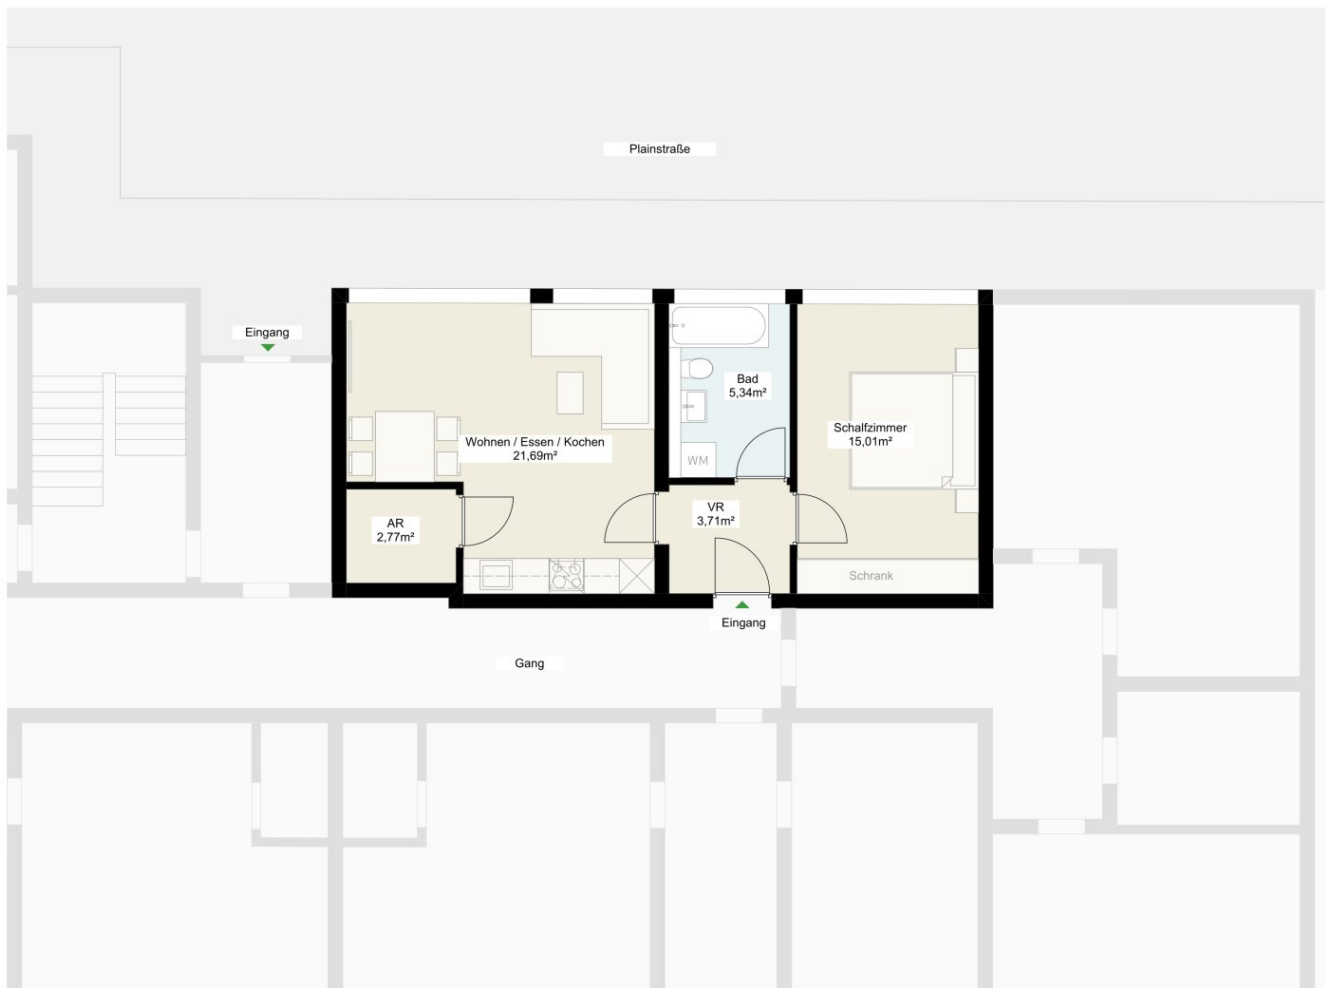 Plainstraße
Eingang
Bad
5,34m²
Schalfzimmer
15,01m²
Wohnen / Essen / Kochen
21,69m²
WM
AR
2,77m²
VR
3,71m²
Schrank
Eingang
Gang